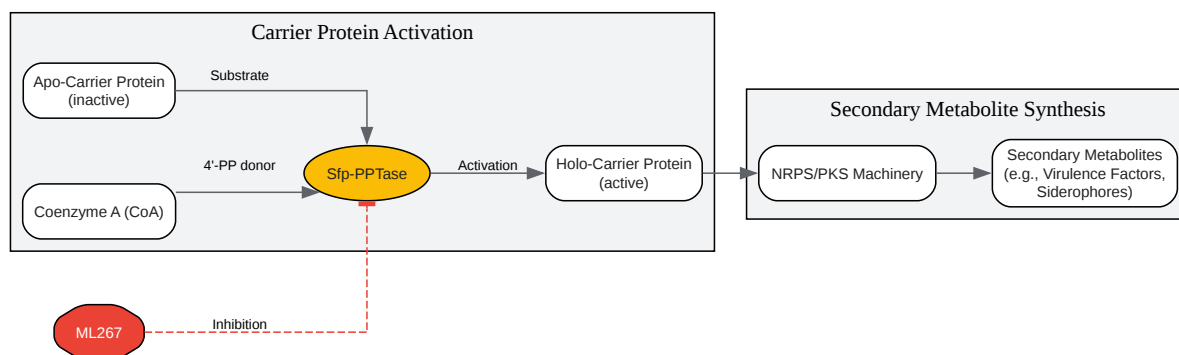 Carrier Protein Activation
Apo-Carrier Protein
(inactive)
Substrate
4'-PP donor
Coenzyme A (CoA)
Sfp-PPTase
Activation
Holo-Carrier Protein
(active)
Secondary Metabolite Synthesis
NRPS/PKS Machinery
Secondary Metabolites
(e.g., Virulence Factors,
Siderophores)
ML267
Inhibition